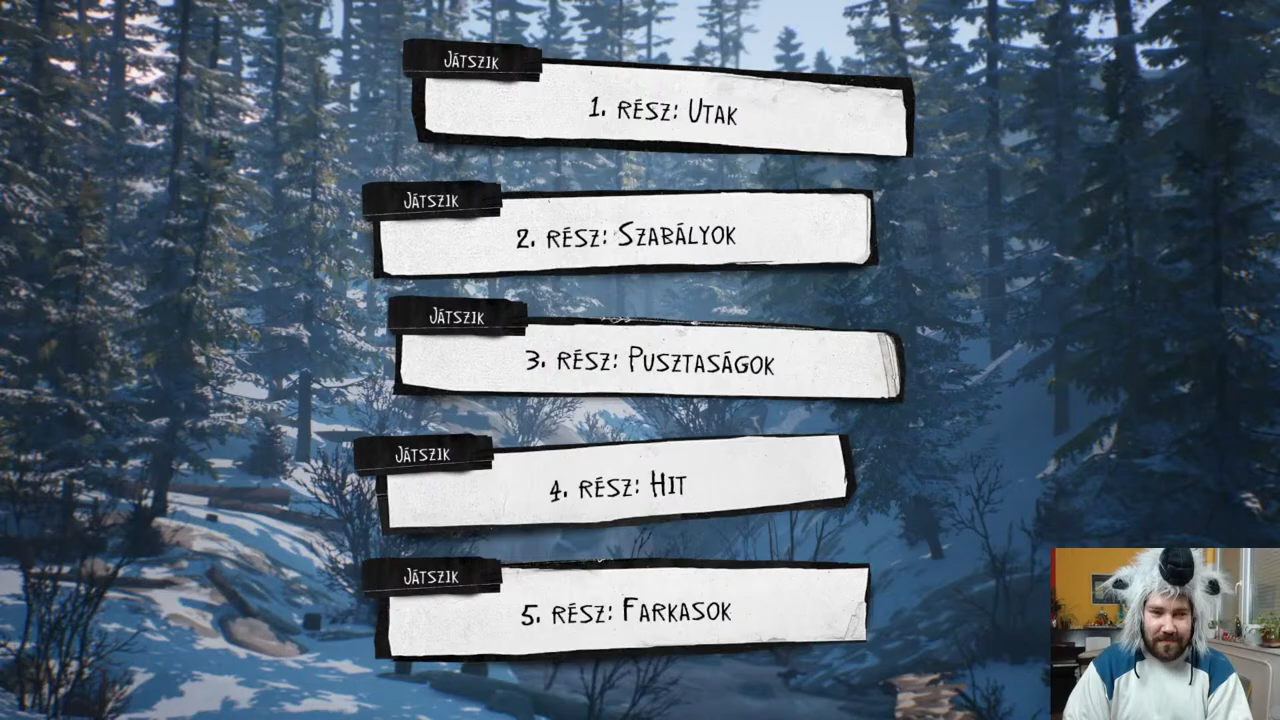 Játszik
1. rész: Utak
Játszik
2. rész: Szabályok
Játszik
3. rész: Pusztaságok
Játszik
4. rész: Hit
Játszik
5. rész: Farkasok